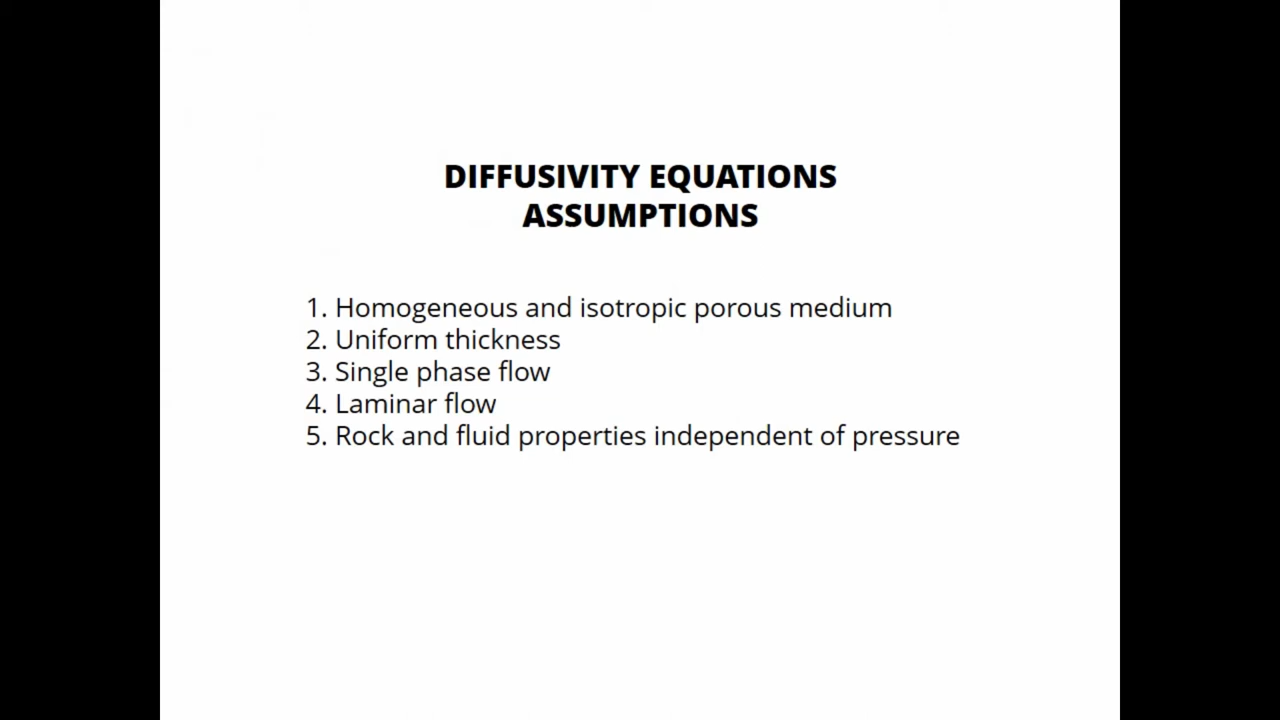 DIFFUSIVITY EQUATIONS
ASSUMPTIONS
1. Homogeneous and isotropic porous medium
2. Uniform thickness
3. Single phase flow
4. Laminar flow
5. Rock and fluid properties independent of pressure